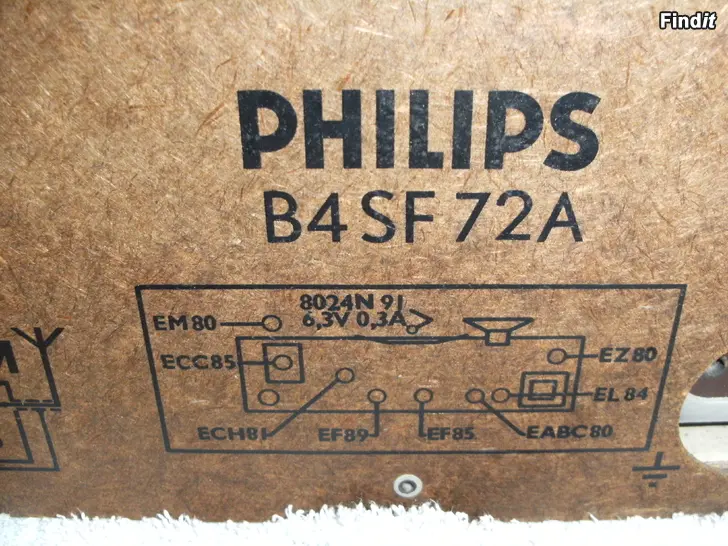 Findit
PHILIPS
B4 SF 72A
8024N 91
EM 80
6,3V 0,3A
ECC85
EZ 80
EL 84
ECH81
EF89
EF85
EABC80